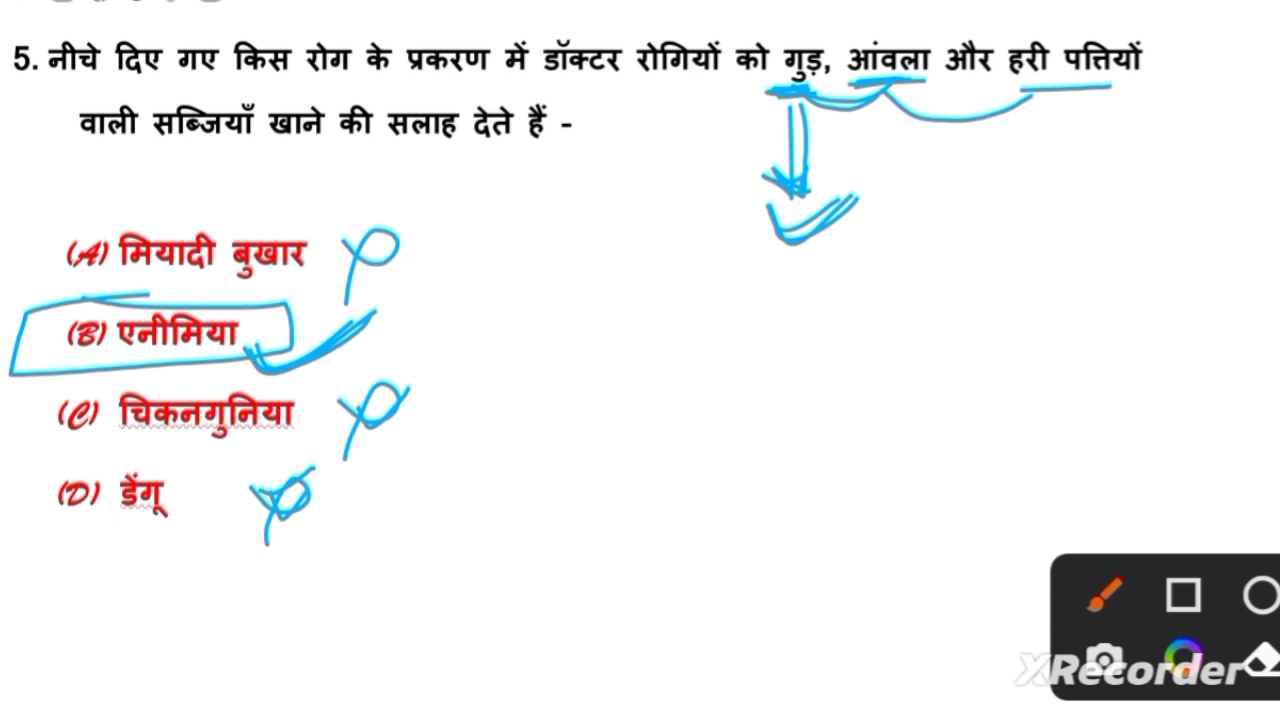 5. नीचे दिए गए किस रोग के प्रकरण में डॉक्टर रोगियों को गुड़, आंवला और हरी पत्तियों
वाली सब्जियाँ खाने की सलाह देते हैं -
(A) मियादी बुखार
(B) एनीमिया
(C) चिकनगुनिया
(D) डेंगू
XRecorder